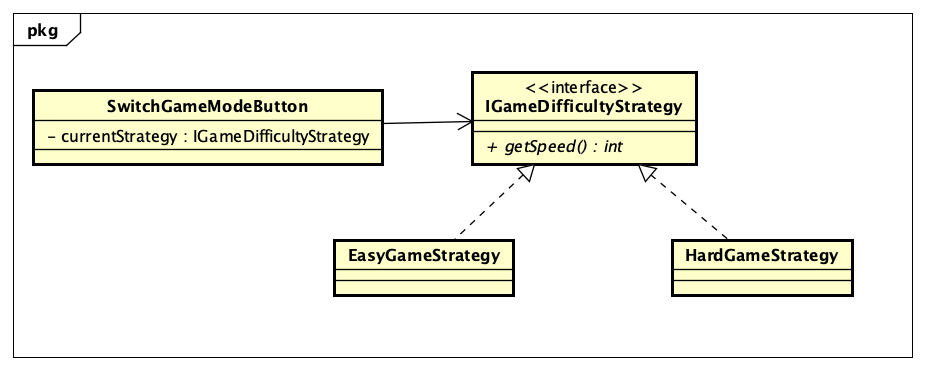 pkg
SwitchGameModeButton
- currentStrategy : IGameDifficultyStrategy
<<interface>>
IGameDifficultyStrategy
+ getSpeed() : int
EasyGameStrategy
HardGameStrategy